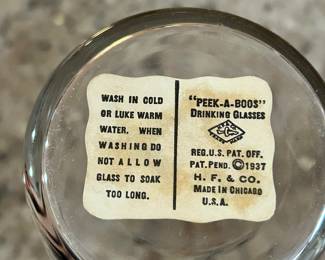 WASH IN COLD
OR LUKE WARM
WATER. WHEN
WASHING DO
NOT ALLOW
GLASS TO SOAK
TOO LONG.
"PEEK-A-BOOS"
DRINKING GLASSES
REG.U.S. PAT. OFF.
PAT. PEND. ©1937
H. F. & CO.
MADE IN CHICAGO
U.S.A.